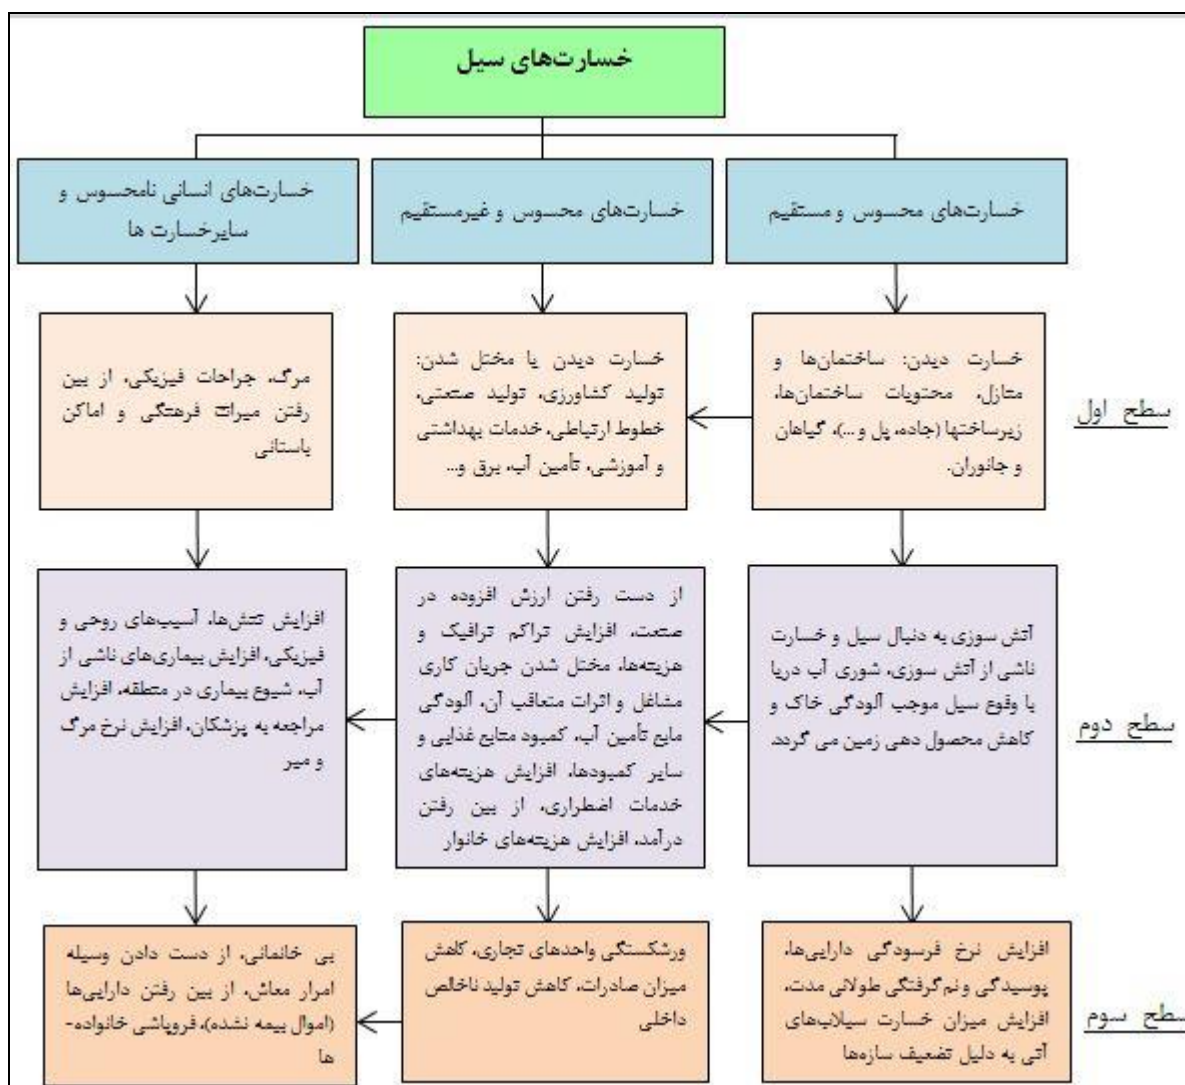 خسارت‌های سیل
خسارت‌های محسوس و مستقیم
خسارت‌های محسوس و غیرمستقیم
خسارت‌های انسانی نامحسوس و
سایرخسارت ها
سطح اول
خسارت دیدن: ساختمان‌ها و
منازل، محتویات ساختمان‌ها،
زیرساختها (جاده، پل و...)، گیاهان
و جانوران.
خسارت دیدن یا مختل شدن:
تولید کشاورزی، تولید صنعتی،
خطوط ارتباطی، خدمات بهداشتی
و آموزشی، تأمین آب، برق و...
مرگ، جراحات فیزیکی، از بین
رفتن میراث فرهنگی و اماکن
باستانی
سطح دوم
آتش سوزی به دنبال سیل و خسارت
ناشی از آتش سوزی، شوری آب دریا
با وقوع سیل موجب آلودگی خاک و
کاهش محصول دهی زمین می گردد.
از دست رفتن ارزش افزوده در
صنعت، افزایش تراکم ترافیک و
هزینه‌ها، مختل شدن جریان کاری
مشاغل و اثرات متعاقب آن، آلودگی
مایع تأمین آب، کمبود منابع غذایی و
سایر کمبودها، افزایش هزینه‌های
خدمات اضطراری، از بین رفتن
درآمد، افزایش هزینه‌های خانوار
افزایش تنش‌ها، آسیب‌های روحی و
فیزیکی، افزایش بیماری‌های ناشی از
آب، شیوع بیماری در منطقه، افزایش
مراجعه به پزشکان، افزایش نرخ مرگ
و میر
سطح سوم
افزایش نرخ فرسودگی دارایی‌ها،
پوسیدگی و نم گرفتگی طولانی مدت،
افزایش میزان خسارت سیلاب‌های
آتی به دلیل تضعیف سازه‌ها
ورشکستگی واحدهای تجاری، کاهش
میزان صادرات، کاهش تولید ناخالص
داخلی
بی خانمانی، از دست دادن وسیله
امرار معاش، از بین رفتن دارایی‌ها
(اموال بیمه نشده)، فروپاشی خانواده-
ها